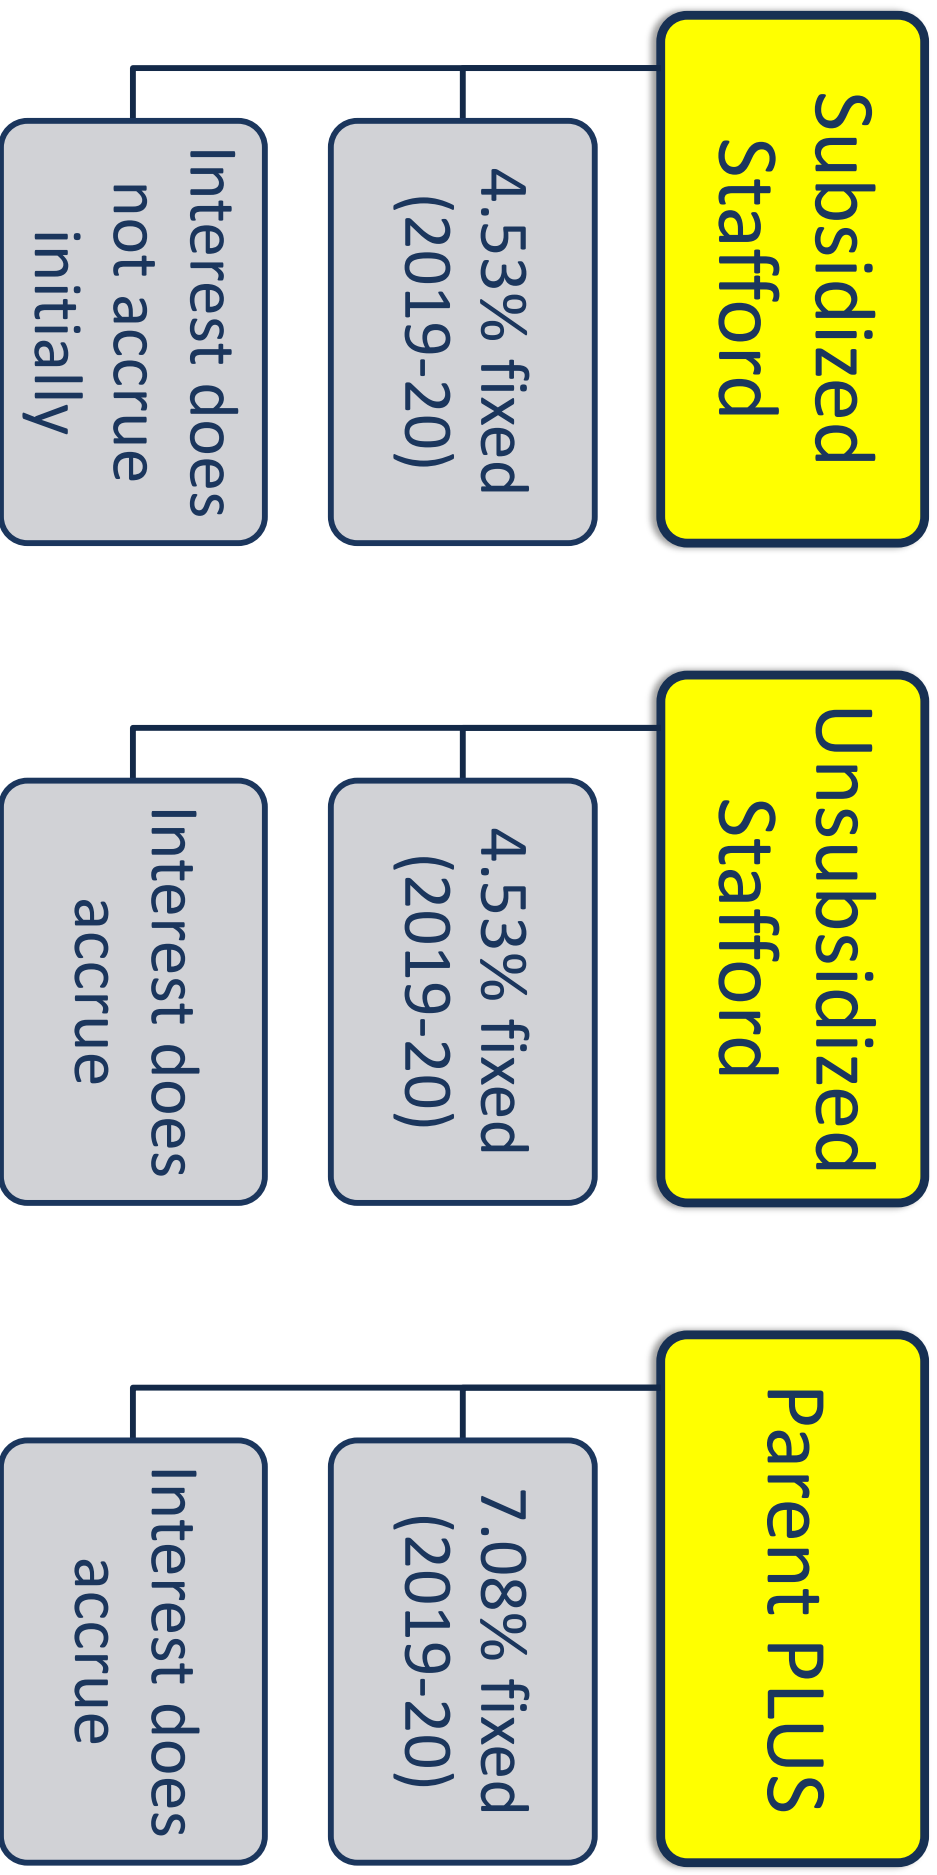 Subsidized
Stafford
4.53% fixed
(2019-20)
Interest does
not accrue
initially
Unsubsidized
Stafford
4.53% fixed
(2019-20)
Interest does
accrue
Parent PLUS
7.08% fixed
(2019-20)
Interest does
accrue